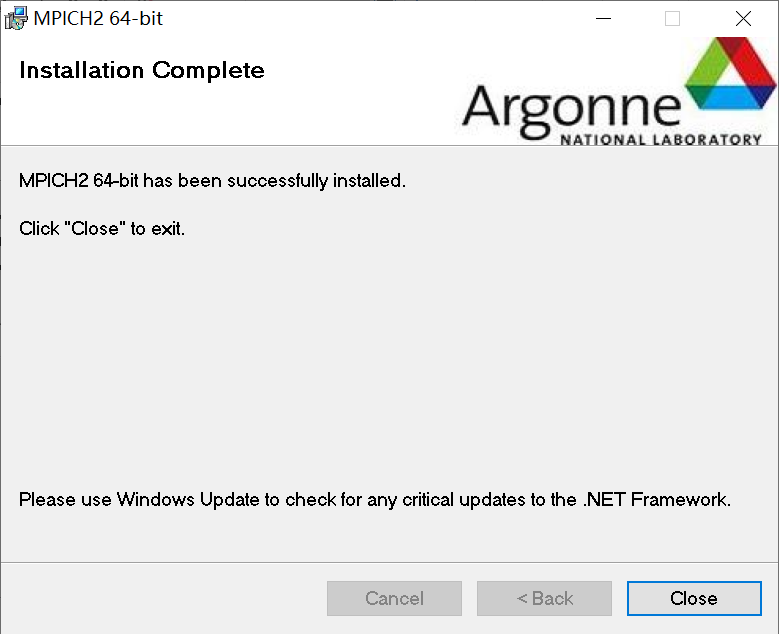 MPICH2 64-bit
Installation Complete
Argonne
NATIONAL LABORATORY
MPICH2 64-bit has been successfully installed.
Click "Close" to exit.
Please use Windows Update to check for any critical updates to the .NET Framework.
Cancel
< Back
Close